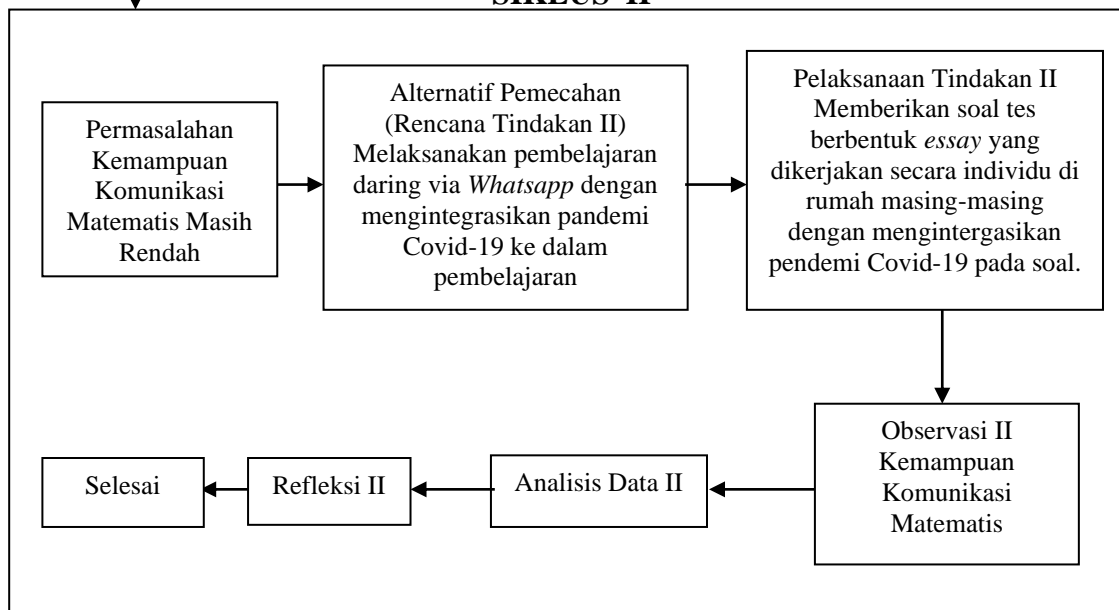 SIKLUS II
Permasalahan
Kemampuan
Komunikasi
Matematis Masih
Rendah
Alternatif Pemecahan
(Rencana Tindakan II)
Melaksanakan pembelajaran
daring via Whatsapp dengan
mengintegrasikan pandemi
Covid-19 ke dalam
pembelajaran
Pelaksanaan Tindakan II
Memberikan soal tes
berbentuk essay yang
dikerjakan secara individu di
rumah masing-masing
dengan mengintergasikan
pendemi Covid-19 pada soal.
Observasi II
Kemampuan
Komunikasi
Matematis
Analisis Data II
Refleksi II
Selesai